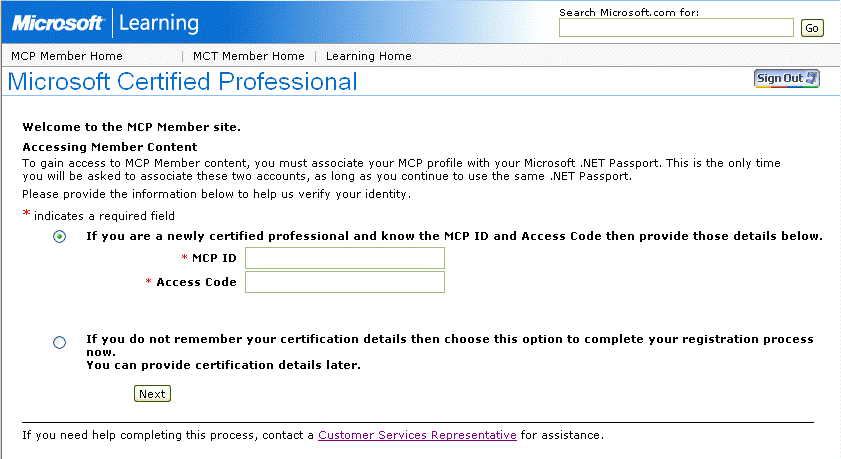 Microsoft | Learning
Search Microsoft.com for:
Go
MCP Member Home | MCT Member Home | Learning Home
Microsoft Certified Professional
Sign Out
Welcome to the MCP Member site.
Accessing Member Content
To gain access to MCP Member content, you must associate your MCP profile with your Microsoft .NET Passport. This is the only time
you will be asked to associate these two accounts, as long as you continue to use the same .NET Passport.
Please provide the information below to help us verify your identity.
* indicates a required field
If you are a newly certified professional and know the MCP ID and Access Code then provide those details below.
* MCP ID
* Access Code
If you do not remember your certification details then choose this option to complete your registration process
now.
You can provide certification details later.
Next
If you need help completing this process, contact a Customer Services Representative for assistance.